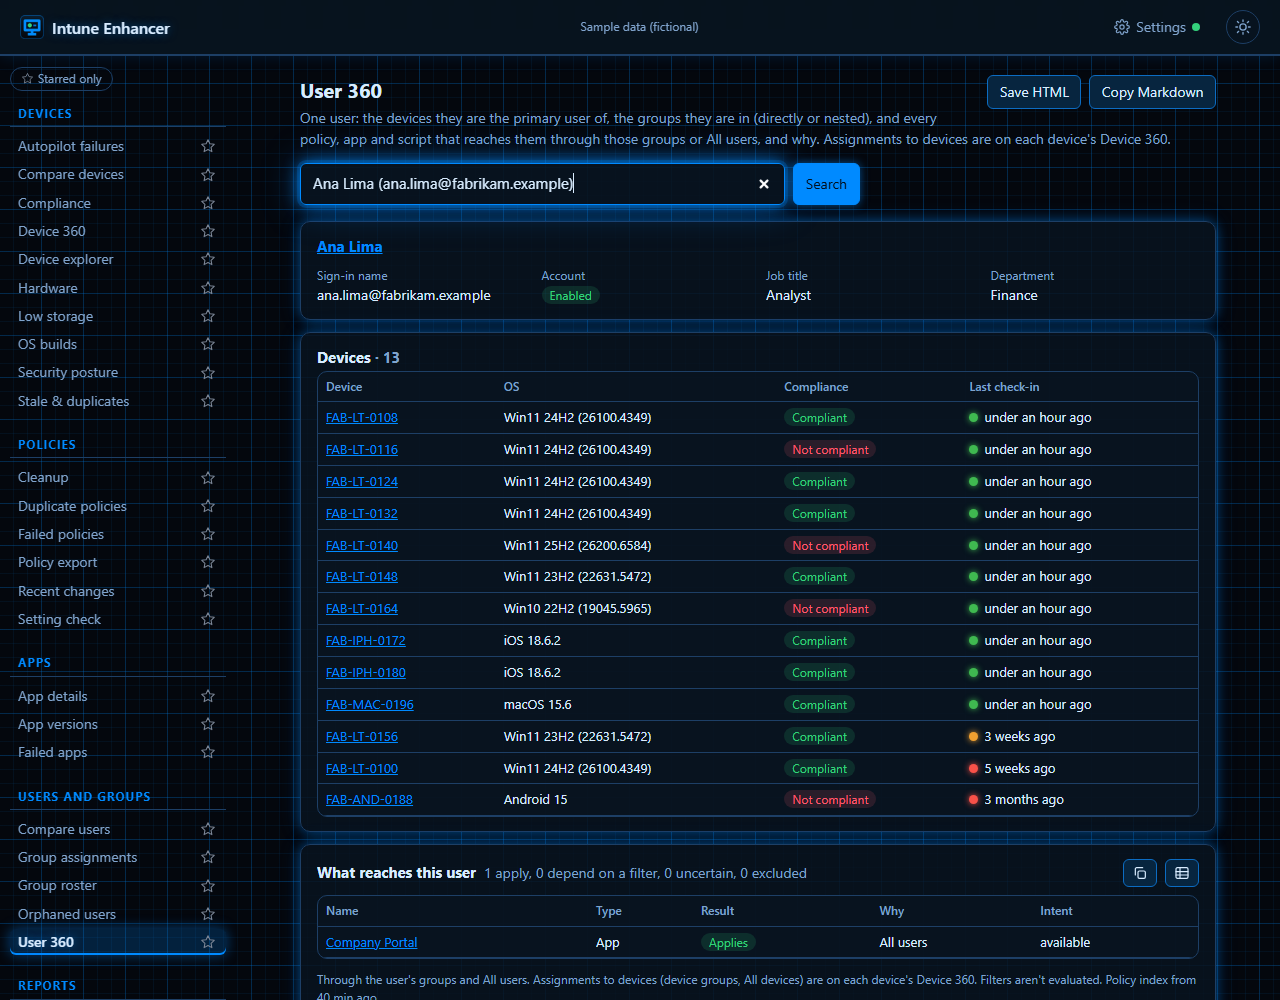 Intune Enhancer
Sample data (fictional)
Settings
Starred only
DEVICES
Autopilot failures
Compare devices
Compliance
Device 360
Device explorer
Hardware
Low storage
OS builds
Security posture
Stale & duplicates
POLICIES
Cleanup
Duplicate policies
Failed policies
Policy export
Recent changes
Setting check
APPS
App details
App versions
Failed apps
USERS AND GROUPS
Compare users
Group assignments
Group roster
Orphaned users
User 360
REPORTS
User 360
Save HTML
Copy Markdown
One user: the devices they are the primary user of, the groups they are in (directly or nested), and every
policy, app and script that reaches them through those groups or All users, and why. Assignments to devices are on each device's Device 360.
Ana Lima (ana.lima@fabrikam.example)
Search
Ana Lima
Sign-in name Account Job title Department
ana.lima@fabrikam.example Enabled Analyst Finance
Devices · 13
Device OS Compliance Last check-in
FAB-LT-0108 Win11 24H2 (26100.4349) Compliant under an hour ago
FAB-LT-0116 Win11 24H2 (26100.4349) Not compliant under an hour ago
FAB-LT-0124 Win11 24H2 (26100.4349) Compliant under an hour ago
FAB-LT-0132 Win11 24H2 (26100.4349) Compliant under an hour ago
FAB-LT-0140 Win11 25H2 (26200.6584) Not compliant under an hour ago
FAB-LT-0148 Win11 23H2 (22631.5472) Compliant under an hour ago
FAB-LT-0164 Win10 22H2 (19045.5965) Not compliant under an hour ago
FAB-IPH-0172 iOS 18.6.2 Compliant under an hour ago
FAB-IPH-0180 iOS 18.6.2 Compliant under an hour ago
FAB-MAC-0196 macOS 15.6 Compliant under an hour ago
FAB-LT-0156 Win11 23H2 (22631.5472) Compliant 3 weeks ago
FAB-LT-0100 Win11 24H2 (26100.4349) Compliant 5 weeks ago
FAB-AND-0188 Android 15 Not compliant 3 months ago
What reaches this user 1 apply, 0 depend on a filter, 0 uncertain, 0 excluded
Name Type Result Why Intent
Company Portal App Applies All users available
Through the user's groups and All users. Assignments to devices (device groups, All devices) are on each device's Device 360. Filters aren't evaluated. Policy index from
40 min ago